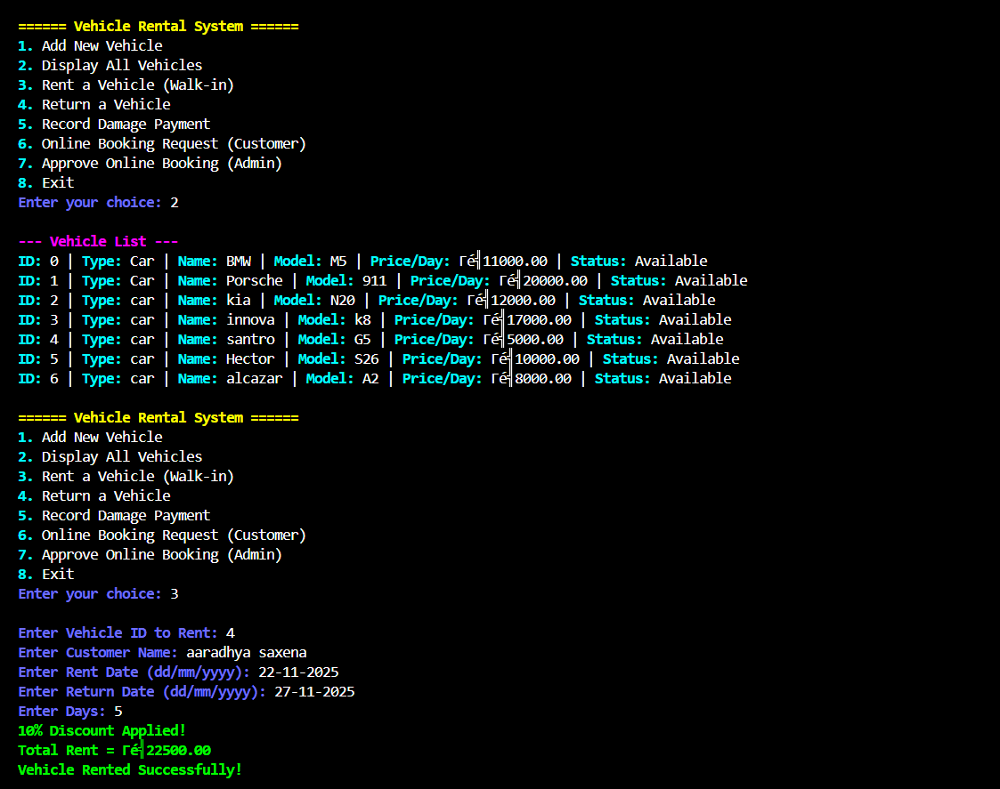 ====== Vehicle Rental System ======
1. Add New Vehicle
2. Display All Vehicles
3. Rent a Vehicle (Walk-in)
4. Return a Vehicle
5. Record Damage Payment
6. Online Booking Request (Customer)
7. Approve Online Booking (Admin)
8. Exit
Enter your choice: 2
--- Vehicle List ---
ID: 0 | Type: Car | Name: BMW | Model: M5 | Price/Day: Γé╣11000.00 | Status: Available
ID: 1 | Type: Car | Name: Porsche | Model: 911 | Price/Day: Γé╣20000.00 | Status: Available
ID: 2 | Type: car | Name: kia | Model: N20 | Price/Day: Γé╣12000.00 | Status: Available
ID: 3 | Type: car | Name: innova | Model: k8 | Price/Day: Γé╣17000.00 | Status: Available
ID: 4 | Type: car | Name: santro | Model: G5 | Price/Day: Γé╣5000.00 | Status: Available
ID: 5 | Type: car | Name: Hector | Model: S26 | Price/Day: Γé╣10000.00 | Status: Available
ID: 6 | Type: car | Name: alcazar | Model: A2 | Price/Day: Γé╣8000.00 | Status: Available
====== Vehicle Rental System ======
1. Add New Vehicle
2. Display All Vehicles
3. Rent a Vehicle (Walk-in)
4. Return a Vehicle
5. Record Damage Payment
6. Online Booking Request (Customer)
7. Approve Online Booking (Admin)
8. Exit
Enter your choice: 3
Enter Vehicle ID to Rent: 4
Enter Customer Name: aaradhya saxena
Enter Rent Date (dd/mm/yyyy): 22-11-2025
Enter Return Date (dd/mm/yyyy): 27-11-2025
Enter Days: 5
10% Discount Applied!
Total Rent = Γé╣22500.00
Vehicle Rented Successfully!